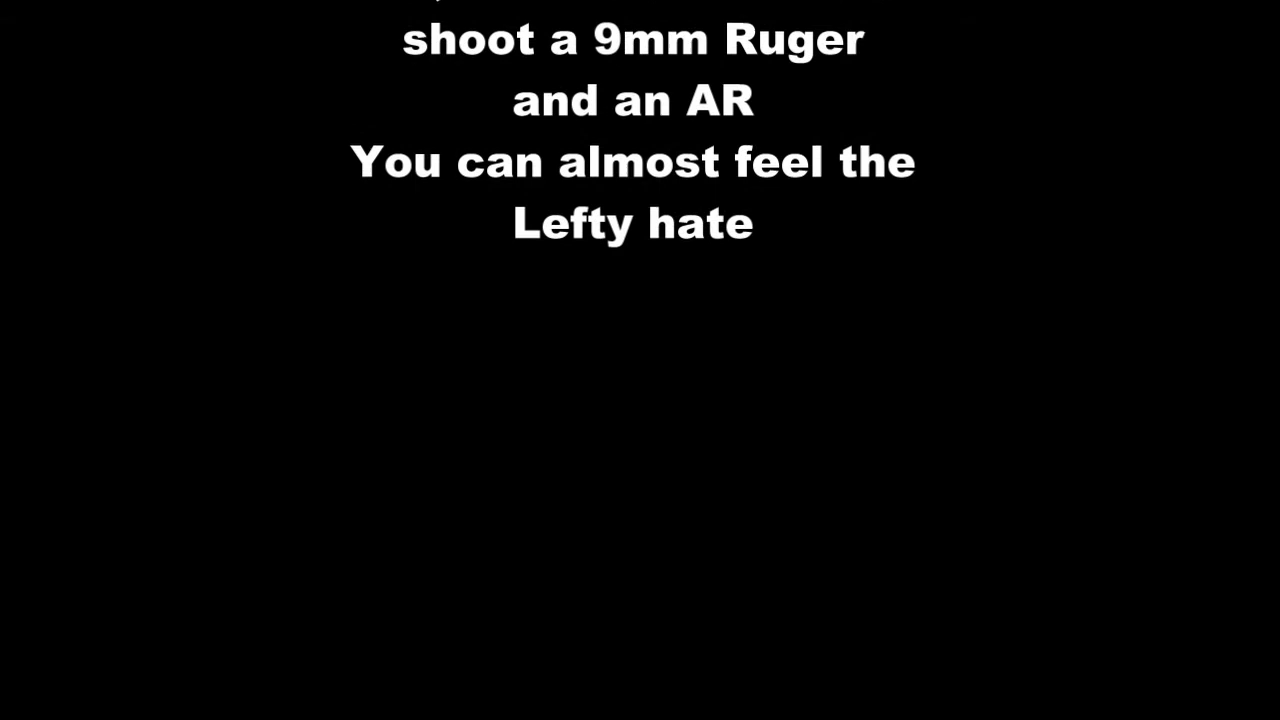 shoot a 9mm Ruger
and an AR
You can almost feel the
Lefty hate